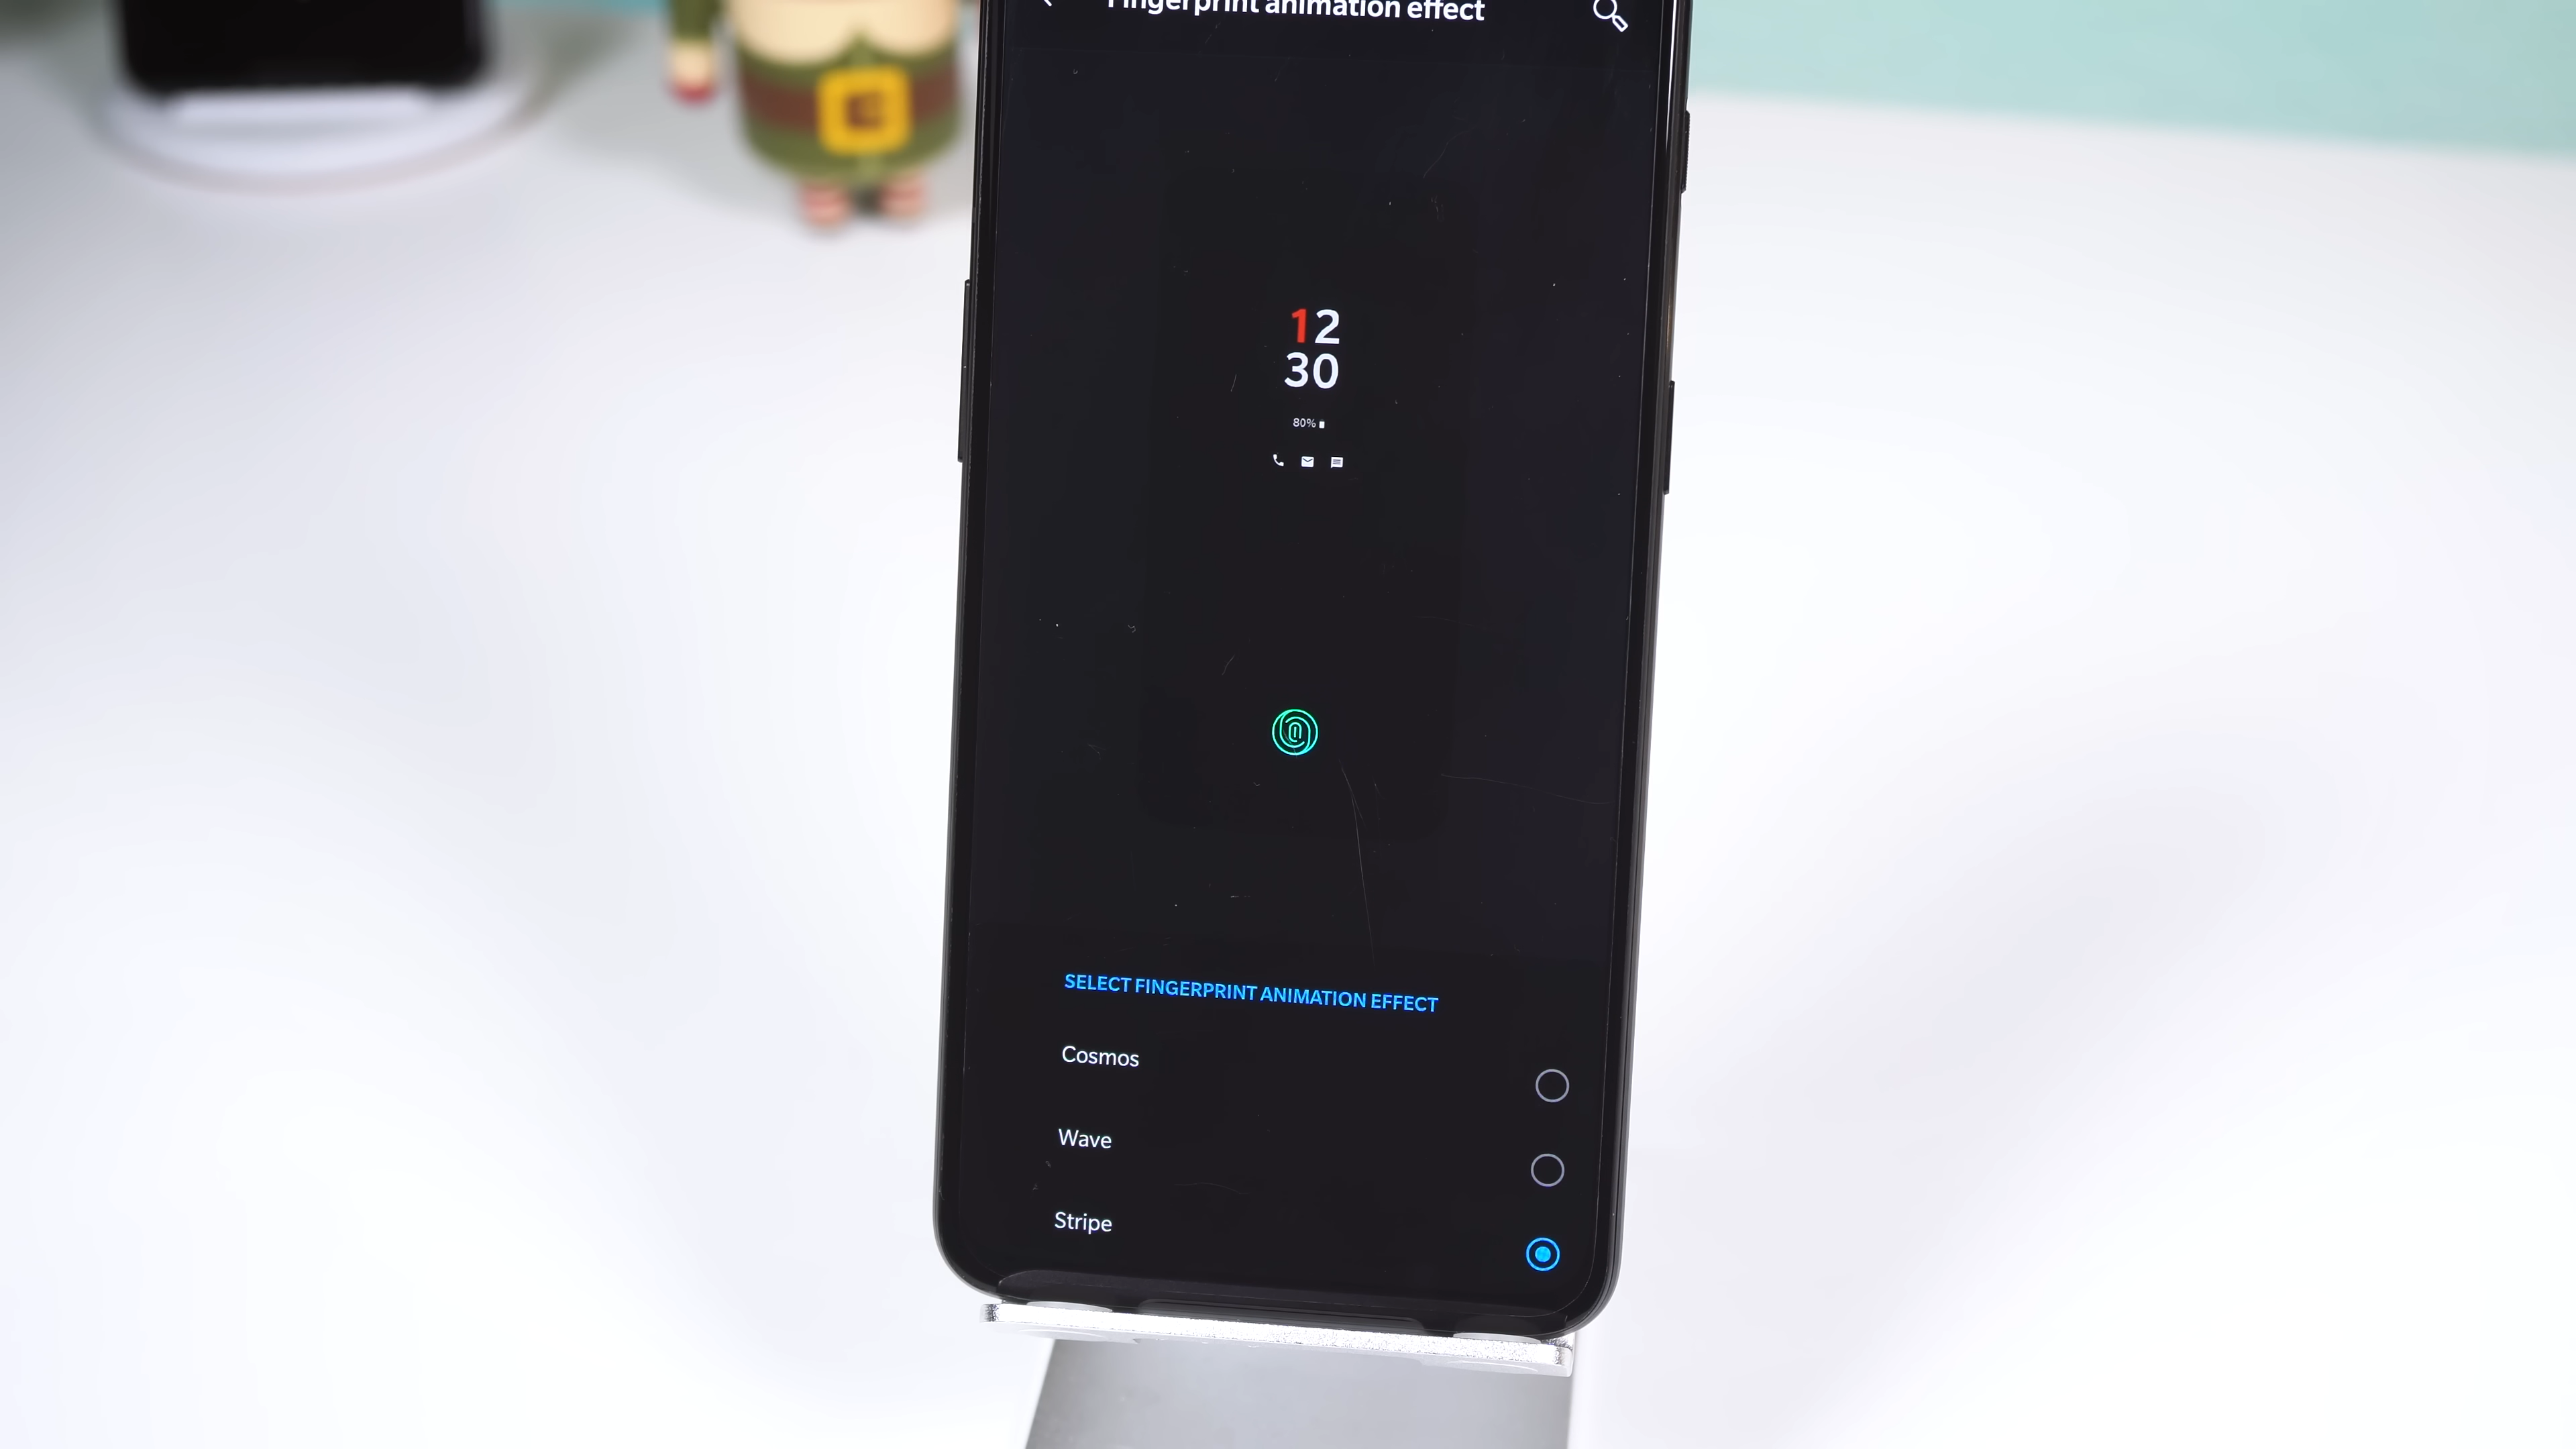 Fingerprint animation effect
12
30
80%
SELECT FINGERPRINT ANIMATION EFFECT
Cosmos
Wave
Stripe